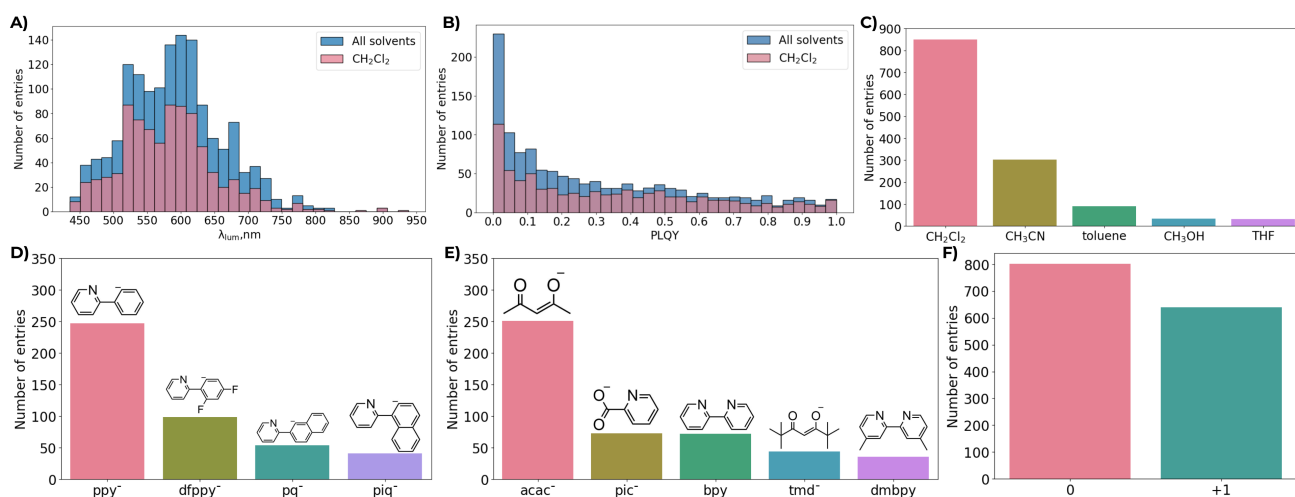 A)
Number of entries
140
120
100
80
60
40
20
0
450 500 550 600 650 700 750 800 850 900 950
λlum,nm
All solvents
CH₂Cl₂
B)
Number of entries
200
150
100
50
0
0.0 0.1 0.2 0.3 0.4 0.5 0.6 0.7 0.8 0.9 1.0
PLQY
All solvents
CH₂Cl₂
C)
Number of entries
900
800
700
600
500
400
300
200
100
0
CH₂Cl₂ CH₃CN toluene CH₃OH THF
D)
Number of entries
350
300
250
200
150
100
50
0
N −
N − F
F
N −
N −
ppy⁻ dfppy⁻ pq⁻ piq⁻
E)
Number of entries
350
300
250
200
150
100
50
0
O O−
O− N
O
N N
O O−
N N
acac⁻ pic⁻ bpy tmd⁻ dmbpy
F)
Number of entries
800
700
600
500
400
300
200
100
0
0 +1